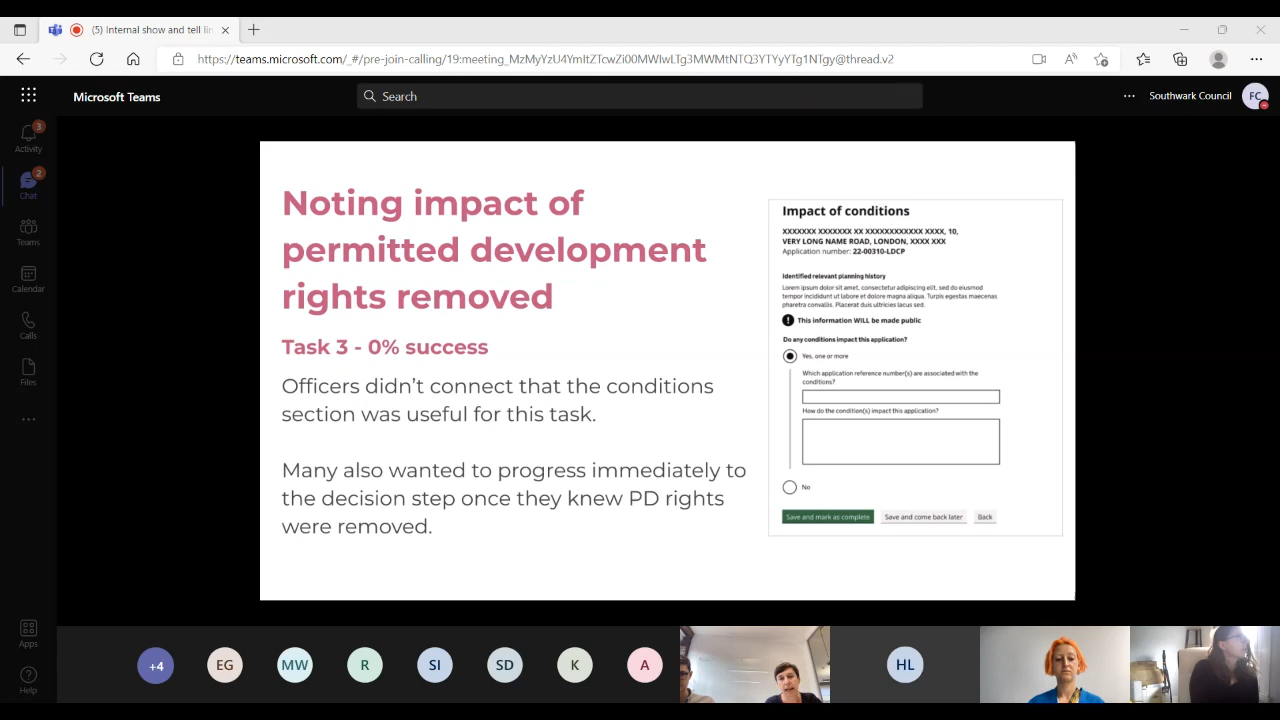 (5) Internal show and tell lin
https://teams.microsoft.com/_#/pre-join-calling/19:meeting_MzMyYzU4YmItZTcwZi00MWIwLTg3MWMtNTQ3YTYyYTg1NTgy@thread.v2
Microsoft Teams
Search
Southwark Council
FC
3
Activity
2
Chat
Teams
Calendar
Calls
Files
Apps
Help
Noting impact of
permitted development
rights removed
Task 3 - 0% success
Officers didn’t connect that the conditions
section was useful for this task.
Many also wanted to progress immediately to
the decision step once they knew PD rights
were removed.
Impact of conditions
XXXXXXX XXXXXXX XX XXXXXXXXXXXX XXXX, 10,
VERY LONG NAME ROAD, LONDON, XXXX XXX
Application number: 22-00310-LDCP
Identified relevant planning history
Lorem ipsum dolor sit amet, consectetur adipiscing elit, sed do eiusmod
tempor incididunt ut labore et dolore magna aliqua. Turpis egestas maecenas
pharetra convallis. Placerat duis ultricies lacus sed.
! This information WILL be made public
Do any conditions impact this application?
Yes, one or more
Which application reference number(s) are associated with the
conditions?
How do the condition(s) impact this application?
No
Save and mark as complete Save and come back later Back
+4 EG MW R SI SD K A HL